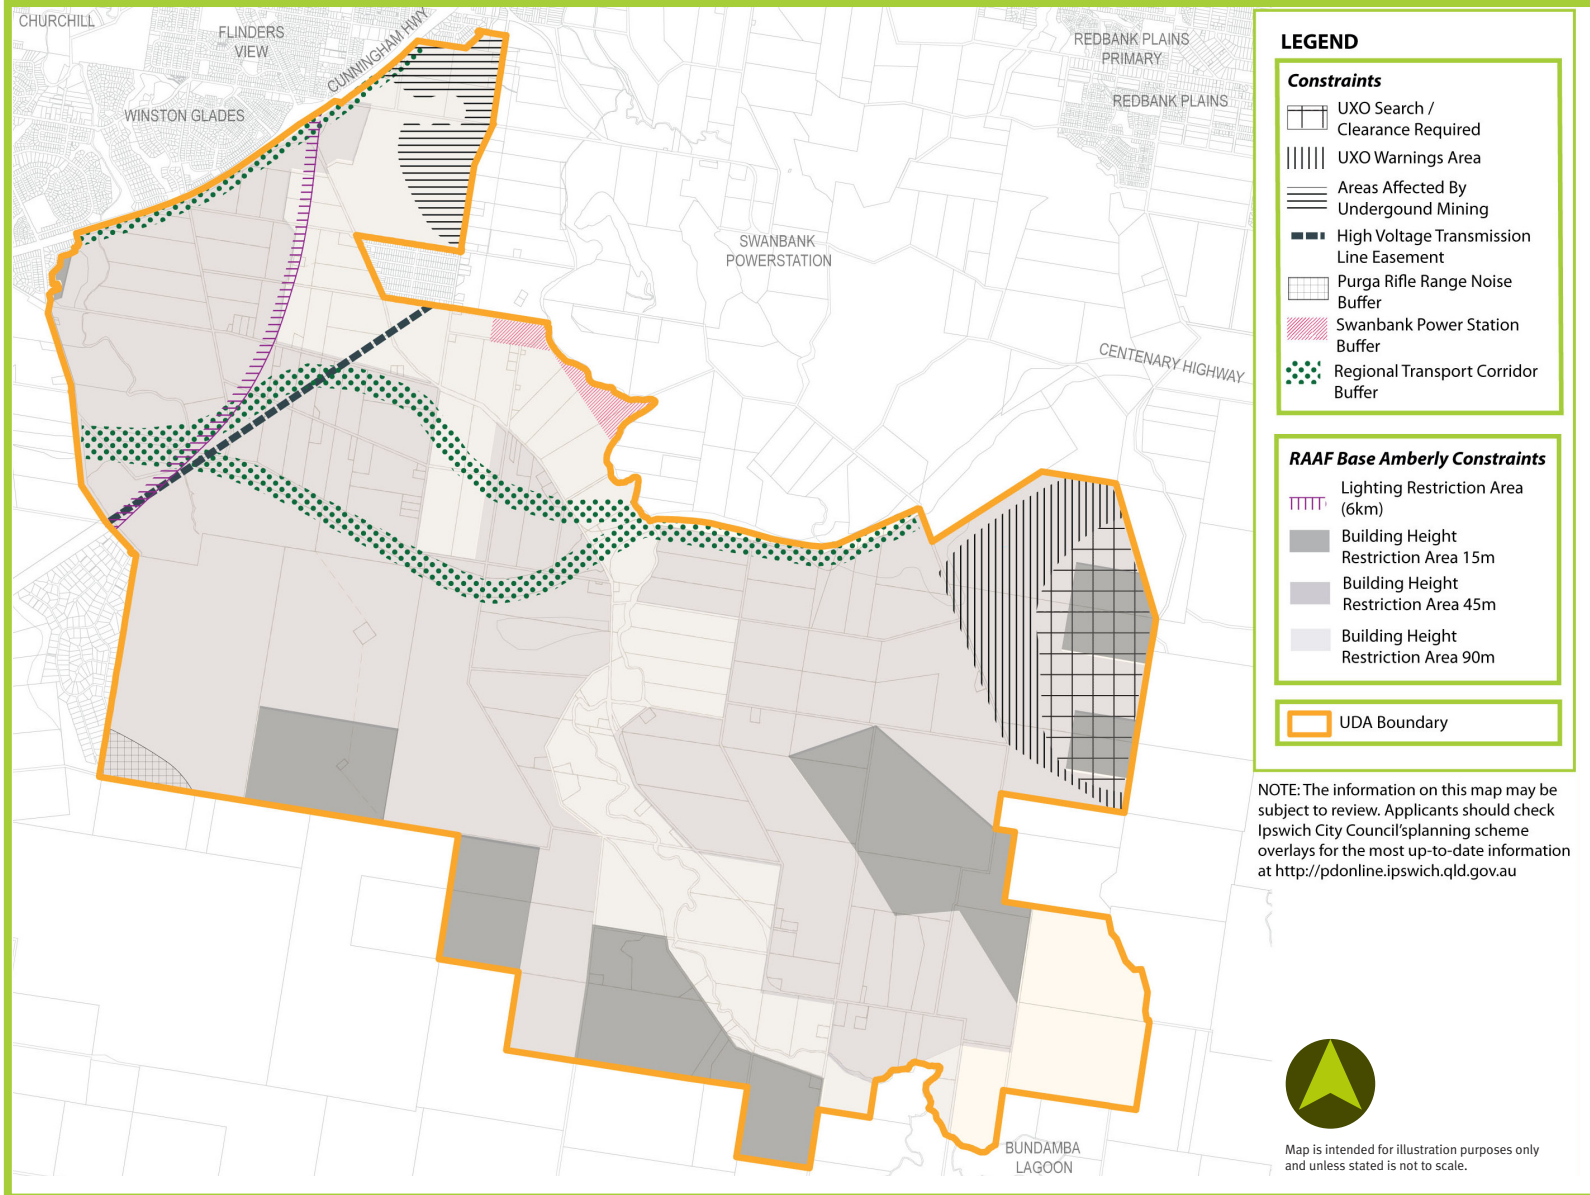 CHURCHILL
FLINDERS
VIEW
CUNNINGHAM HWY
WINSTON GLADES
REDBANK PLAINS
PRIMARY
REDBANK PLAINS
SWANBANK
POWERSTATION
CENTENARY HIGHWAY
BUNDAMBA
LAGOON
LEGEND
Constraints
UXO Search /
Clearance Required
UXO Warnings Area
Areas Affected By
Undergound Mining
High Voltage Transmission
Line Easement
Purga Rifle Range Noise
Buffer
Swanbank Power Station
Buffer
Regional Transport Corridor
Buffer
RAAF Base Amberly Constraints
Lighting Restriction Area
(6km)
Building Height
Restriction Area 15m
Building Height
Restriction Area 45m
Building Height
Restriction Area 90m
UDA Boundary
NOTE: The information on this map may be
subject to review. Applicants should check
Ipswich City Council'splanning scheme
overlays for the most up-to-date information
at http://pdonline.ipswich.qld.gov.au
Map is intended for illustration purposes only
and unless stated is not to scale.